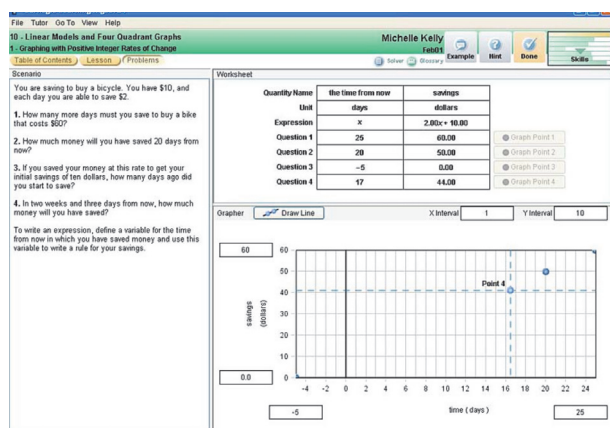 File Tutor Go To View Help
10 - Linear Models and Four Quadrant Graphs
1 - Graphing with Positive Integer Rates of Change
Michelle Kelly
Feb01
Table of Contents Lesson Problems
Solver Glossary
Example Hint Done Skills
Scenario
You are saving to buy a bicycle. You have $10, and
each day you are able to save $2.
1. How many more days must you save to buy a bike
that costs $60?
2. How much money will you have saved 20 days from
now?
3. If you saved your money at this rate to get your
initial savings of ten dollars, how many days ago did
you start to save?
4. In two weeks and three days from now, how much
money will you have saved?
To write an expression, define a variable for the time
from now in which you have saved money and use this
variable to write a rule for your savings.
Worksheet
Quantity Name the time from now savings
Unit days dollars
Expression x 2.00x + 10.00
Question 1 25 60.00 Graph Point 1
Question 2 20 50.00 Graph Point 2
Question 3 -5 0.00 Graph Point 3
Question 4 17 44.00 Graph Point 4
Grapher Draw Line X Interval 1 Y Interval 10
60
savings
(dollars)
0.0
60
50
40
30
20
10
0
Point 4
-4 -2 0 2 4 6 8 10 12 14 16 18 20 22 24
-5 time (days) 25